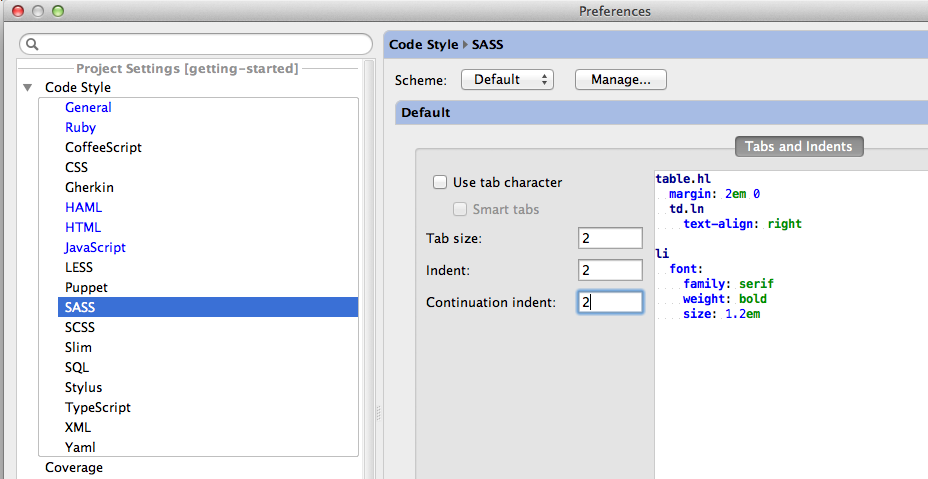 Preferences
Project Settings [getting-started]
Code Style
General
Ruby
CoffeeScript
CSS
Gherkin
HAML
HTML
JavaScript
LESS
Puppet
SASS
SCSS
Slim
SQL
Stylus
TypeScript
XML
Yaml
Coverage
Code Style SASS
Scheme: Default Manage...
Default
Tabs and Indents
Use tab character
Smart tabs
Tab size: 2
Indent: 2
Continuation indent: 2
table.hl
margin: 2em 0
td.ln
text-align: right
li
font:
family: serif
weight: bold
size: 1.2em